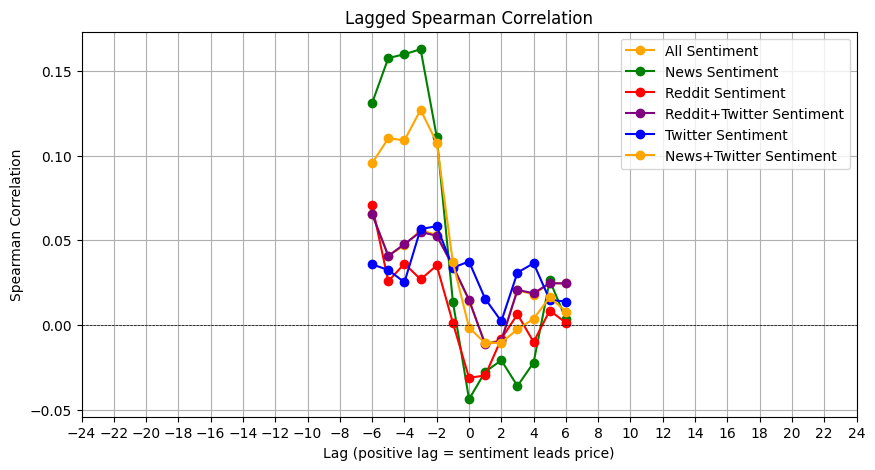 Lagged Spearman Correlation
All Sentiment
News Sentiment
Reddit Sentiment
Reddit+Twitter Sentiment
Twitter Sentiment
News+Twitter Sentiment
Spearman Correlation
0.15
0.10
0.05
0.00
−0.05
−24 −22 −20 −18 −16 −14 −12 −10 −8 −6 −4 −2 0 2 4 6 8 10 12 14 16 18 20 22 24
Lag (positive lag = sentiment leads price)